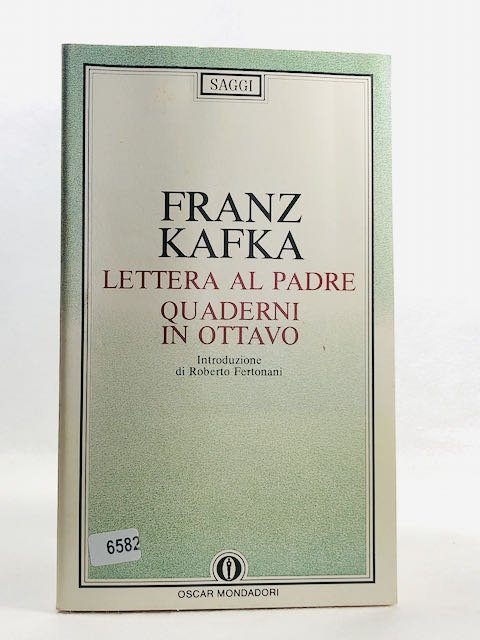 SAGGI
FRANZ
KAFKA
LETTERA AL PADRE
QUADERNI
IN OTTAVO
Introduzione
di Roberto Fertonani
6582
OSCAR MONDADORI